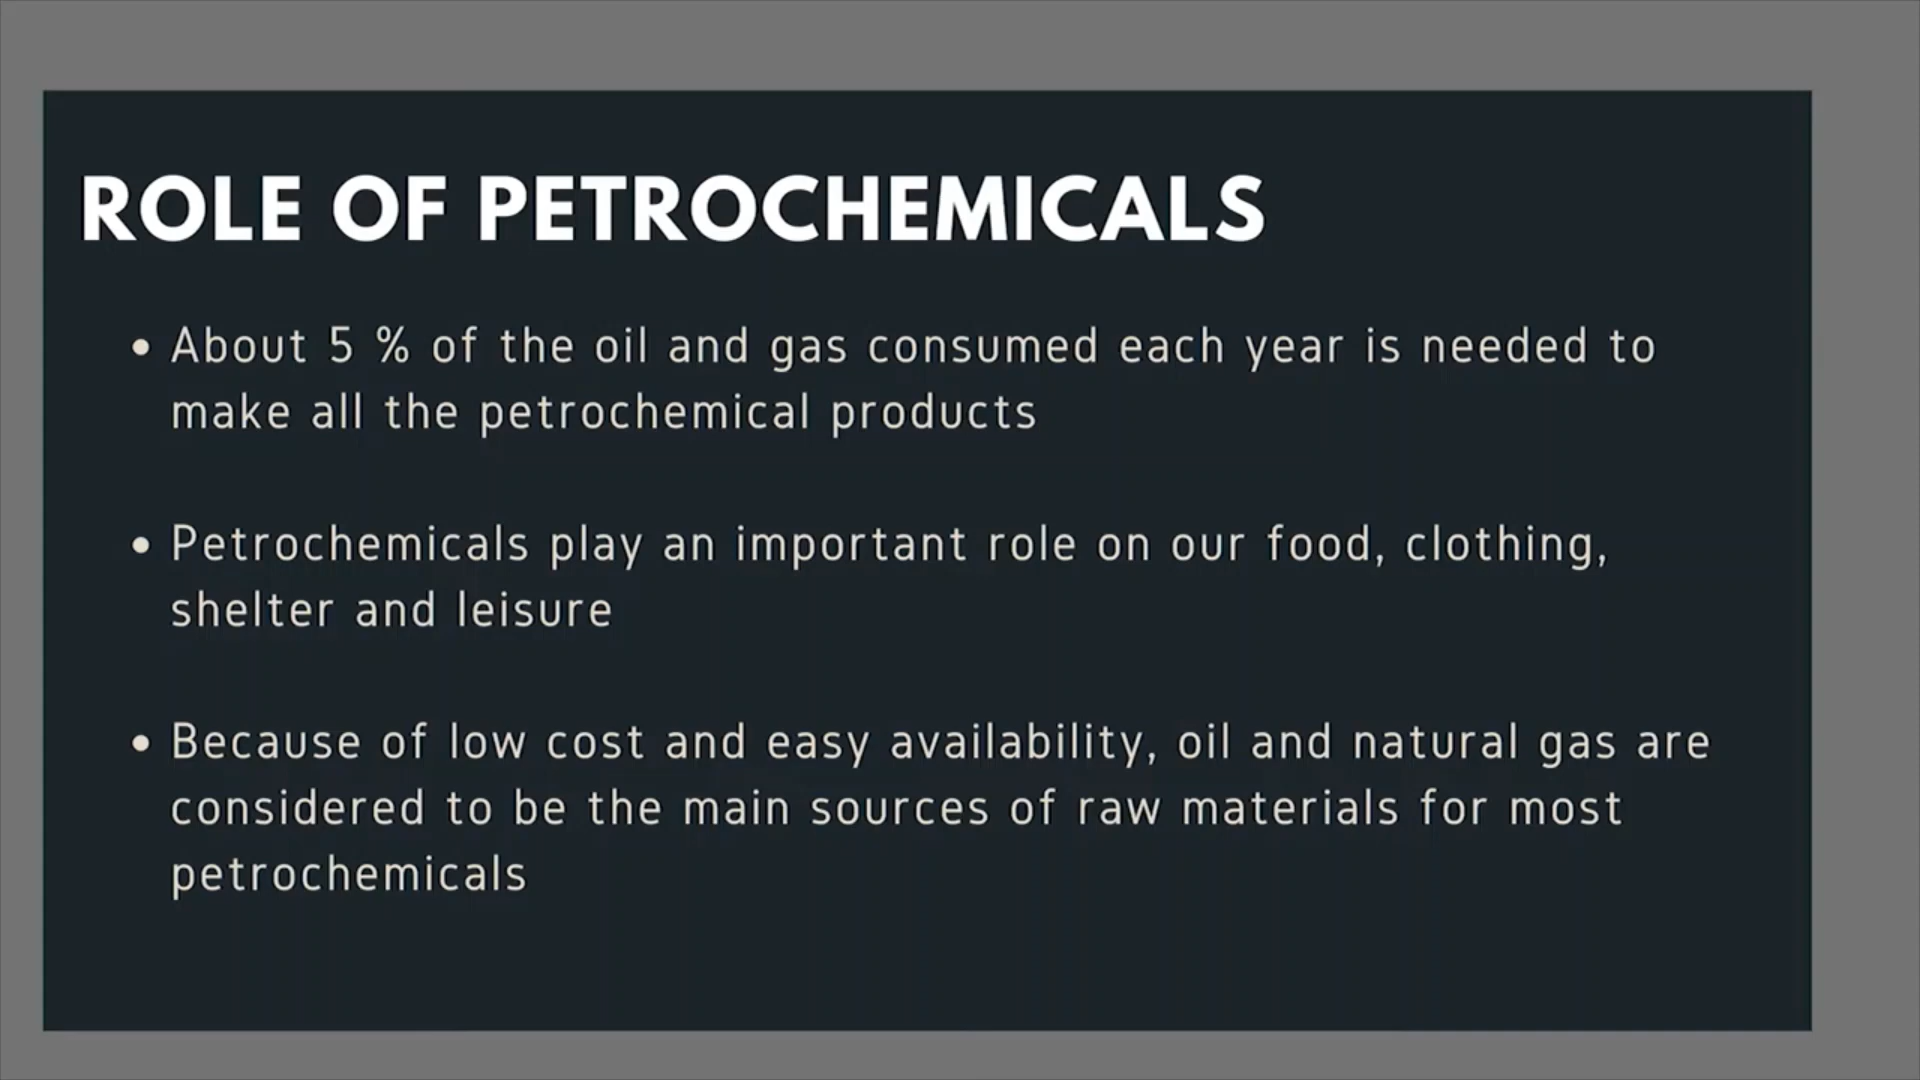 ROLE OF PETROCHEMICALS
• About 5 % of the oil and gas consumed each year is needed to
make all the petrochemical products
• Petrochemicals play an important role on our food, clothing,
shelter and leisure
• Because of low cost and easy availability, oil and natural gas are
considered to be the main sources of raw materials for most
petrochemicals